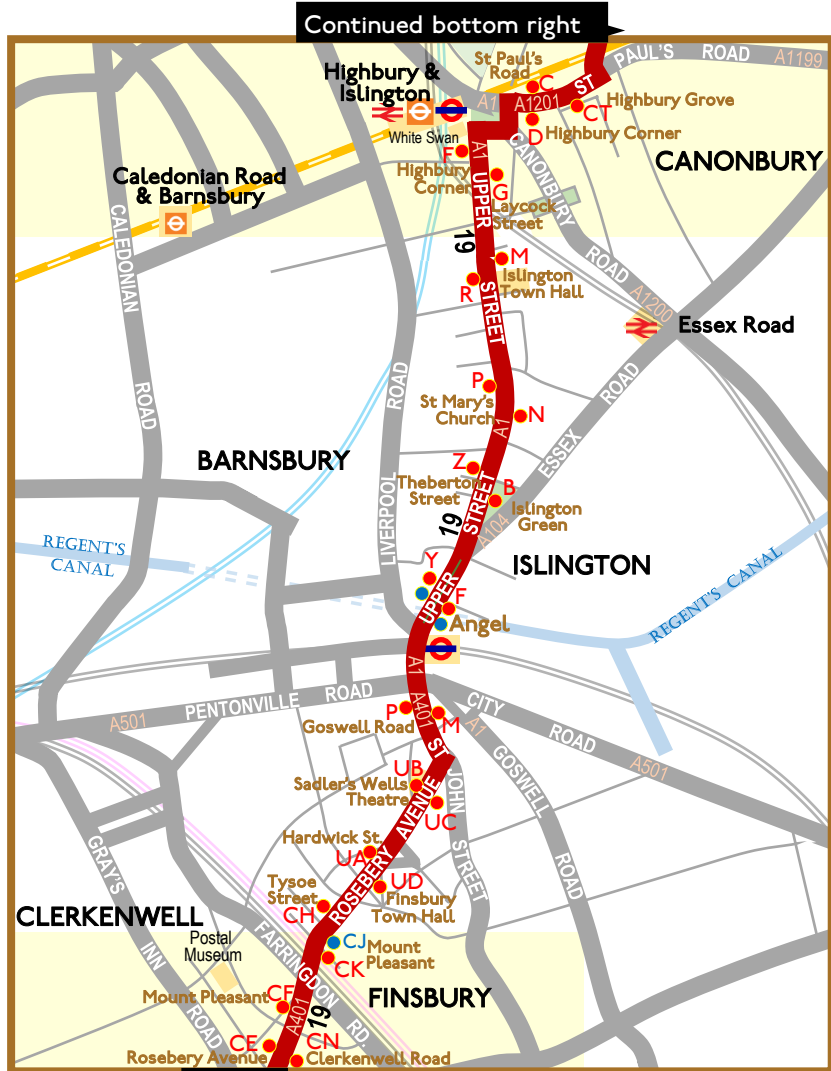 Continued bottom right
St Paul's
Road
C
ST
PAUL'S ROAD
A1199
Highbury &
Islington
A1
A1201
CT
Highbury Grove
White Swan
D
Highbury Corner
F
A1
CANONBURY
Highbury
Corner
G
CANONBURY ROAD
Caledonian Road
& Barnsbury
UPPER
Laycock
Street
CALEDONIAN
19
M
Islington
Town Hall
R
A1200
STREET
Essex Road
ROAD
ROAD
ROAD
P
St Mary's
Church
N
A1
BARNSBURY
Z
ESSEX
Theberton
Street
B
LIVERPOOL
STREET
Islington
Green
19
A104
REGENT'S
CANAL
ISLINGTON
Y
REGENT'S CANAL
UPPER
F
Angel
A1
PENTONVILLE ROAD
A501
A401
CITY
ROAD
P
M
Goswell Road
A1
ST
A501
GOSWELL
UB
Sadler's Wells
Theatre
JOHN
AVENUE
UC
Hardwick St.
UA
STREET
GRAY'S
ROSEBERY
UD
ROAD
Tysoe
Street
Finsbury
Town Hall
CH
CLERKENWELL
Postal
Museum
FARRINGDON
CJ
Mount
Pleasant
INN
CK
Mount Pleasant
CF
FINSBURY
A401
19
RD.
ROAD
CE
CN
Rosebery Avenue
Clerkenwell Road